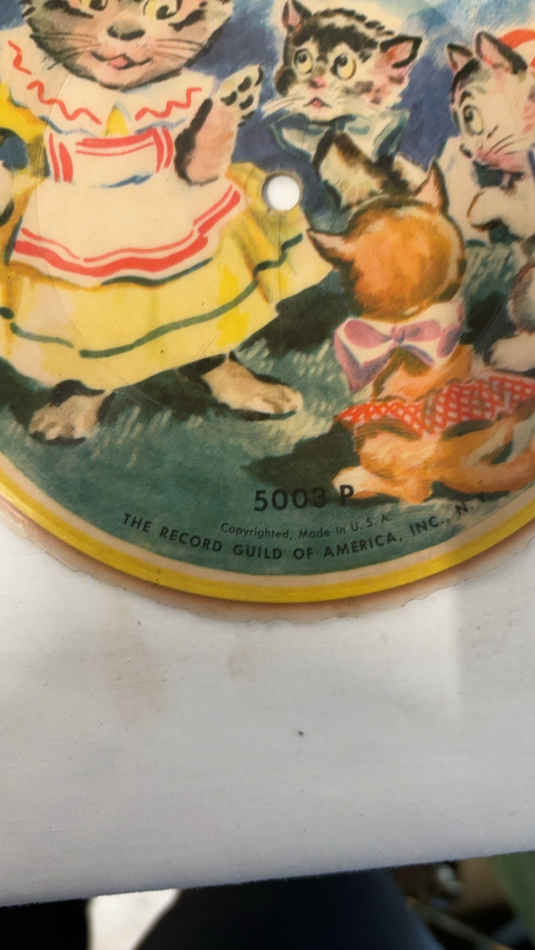 5003 P
Copyrighted, Made in U. S. A.
THE RECORD GUILD OF AMERICA, INC., N.